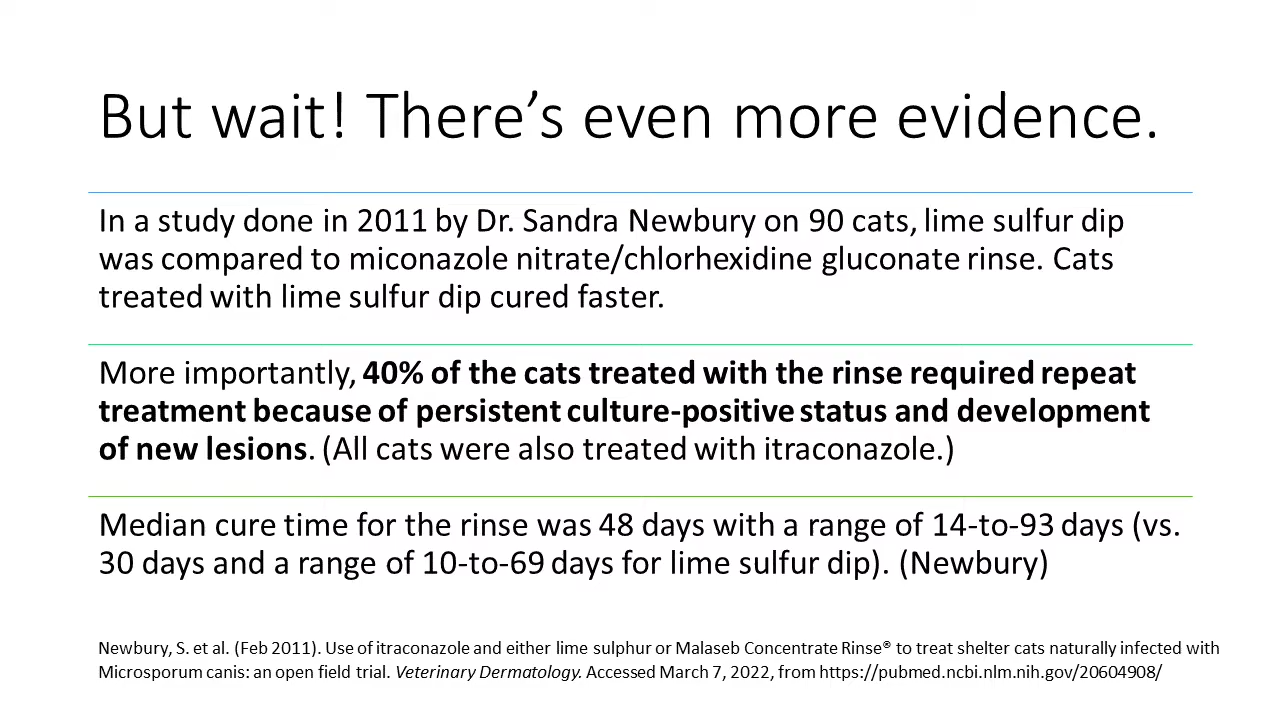 But wait! There’s even more evidence.
In a study done in 2011 by Dr. Sandra Newbury on 90 cats, lime sulfur dip
was compared to miconazole nitrate/chlorhexidine gluconate rinse. Cats
treated with lime sulfur dip cured faster.
More importantly, 40% of the cats treated with the rinse required repeat
treatment because of persistent culture-positive status and development
of new lesions. (All cats were also treated with itraconazole.)
Median cure time for the rinse was 48 days with a range of 14-to-93 days (vs.
30 days and a range of 10-to-69 days for lime sulfur dip). (Newbury)
Newbury, S. et al. (Feb 2011). Use of itraconazole and either lime sulphur or Malaseb Concentrate Rinse® to treat shelter cats naturally infected with
Microsporum canis: an open field trial. Veterinary Dermatology. Accessed March 7, 2022, from https://pubmed.ncbi.nlm.nih.gov/20604908/